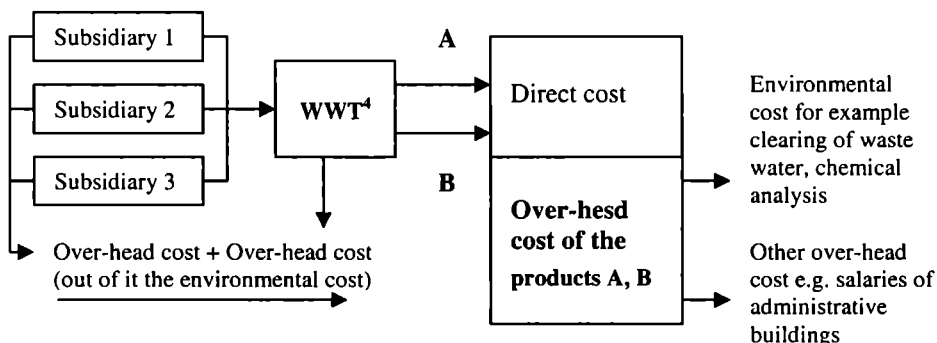 Subsidiary 1
Subsidiary 2
Subsidiary 3
WWT⁴
A
B
Direct cost
Over-hesd
cost of the
products A, B
Environmental
cost for example
clearing of waste
water, chemical
analysis
Other over-head
cost e.g. salaries of
administrative
buildings
Over-head cost + Over-head cost
(out of it the environmental cost)